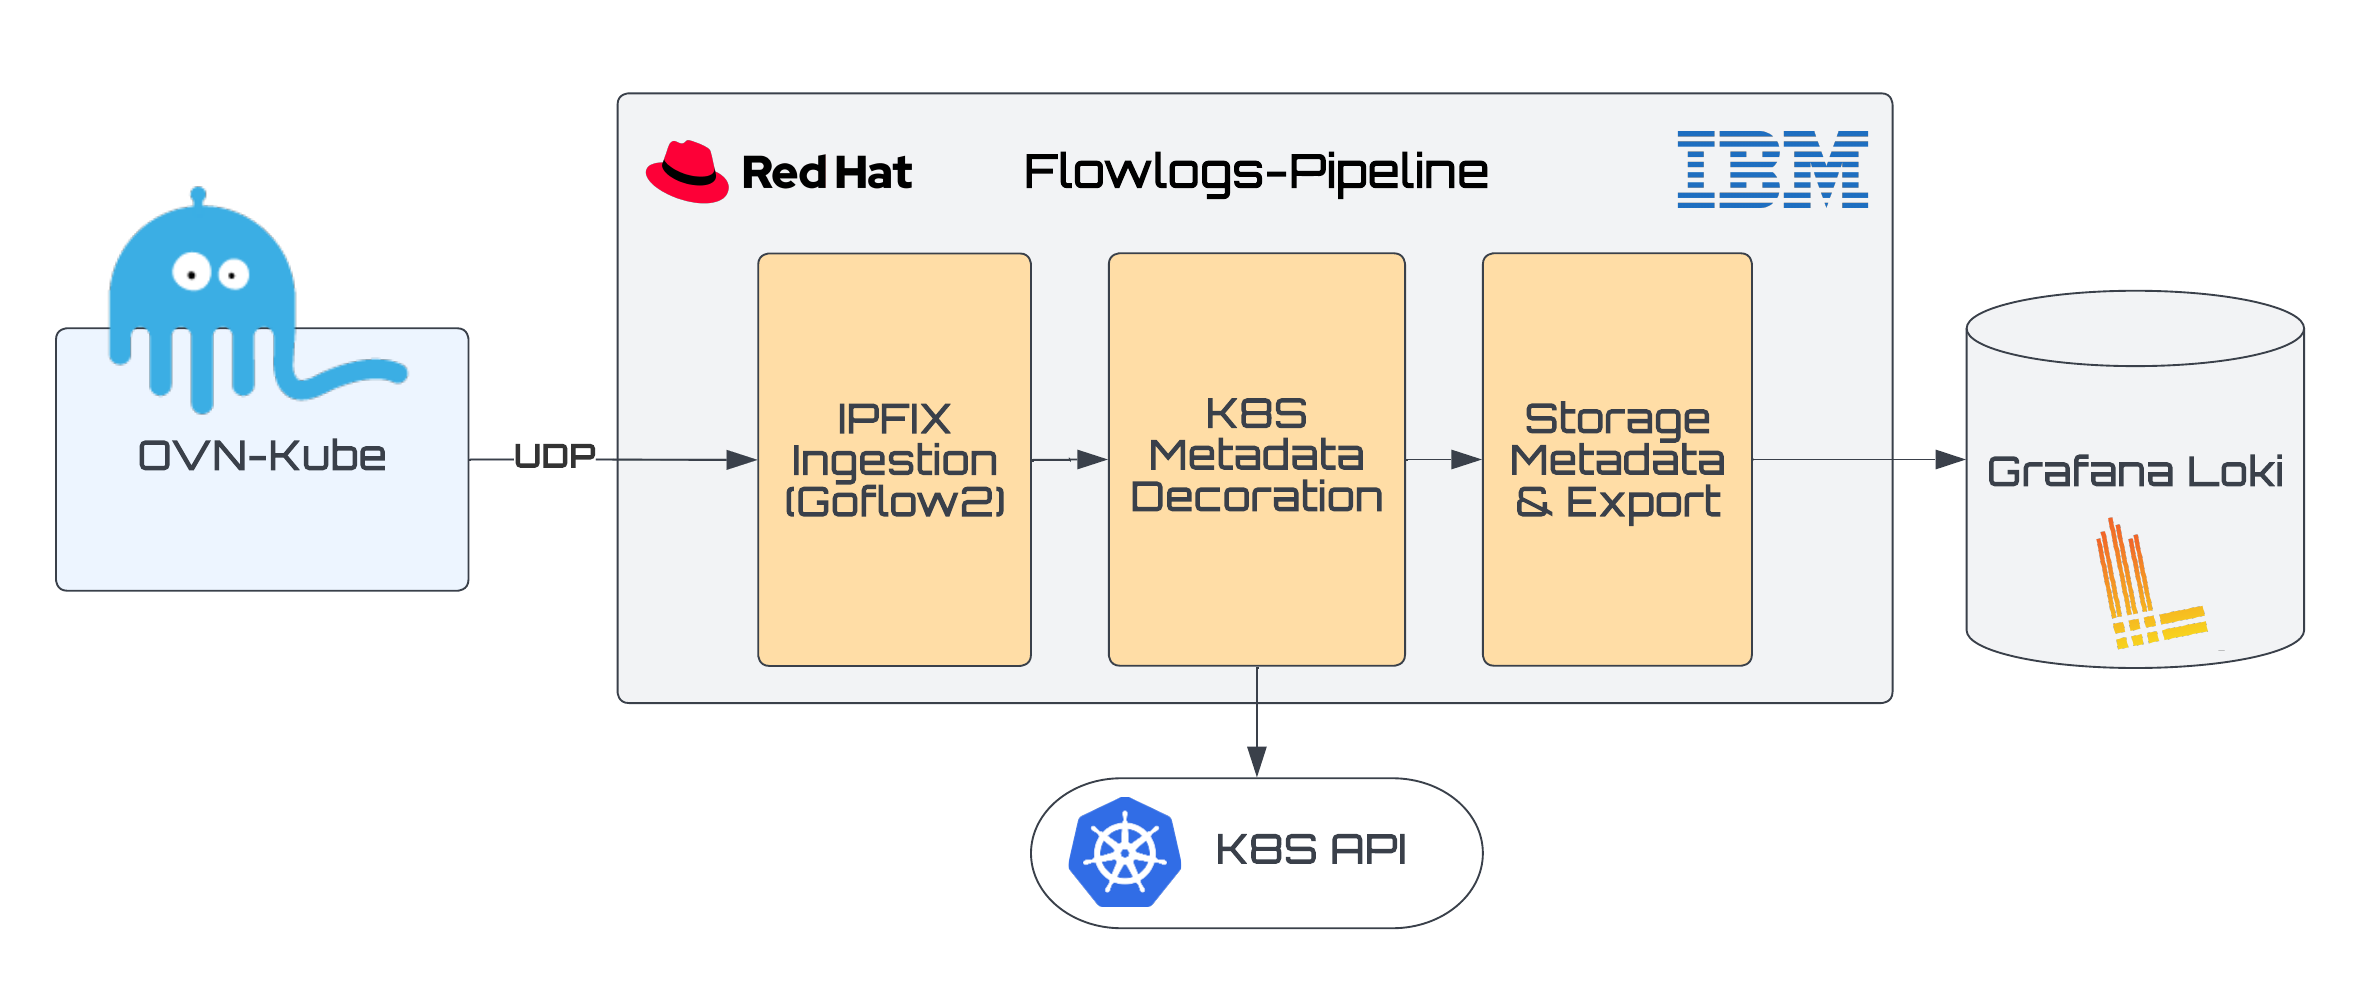 Red Hat
Flowlogs-Pipeline
IBM
OVN-Kube
UDP
IPFIX
Ingestion
(Goflow2)
K8S
Metadata
Decoration
Storage
Metadata
& Export
Grafana Loki
K8S API